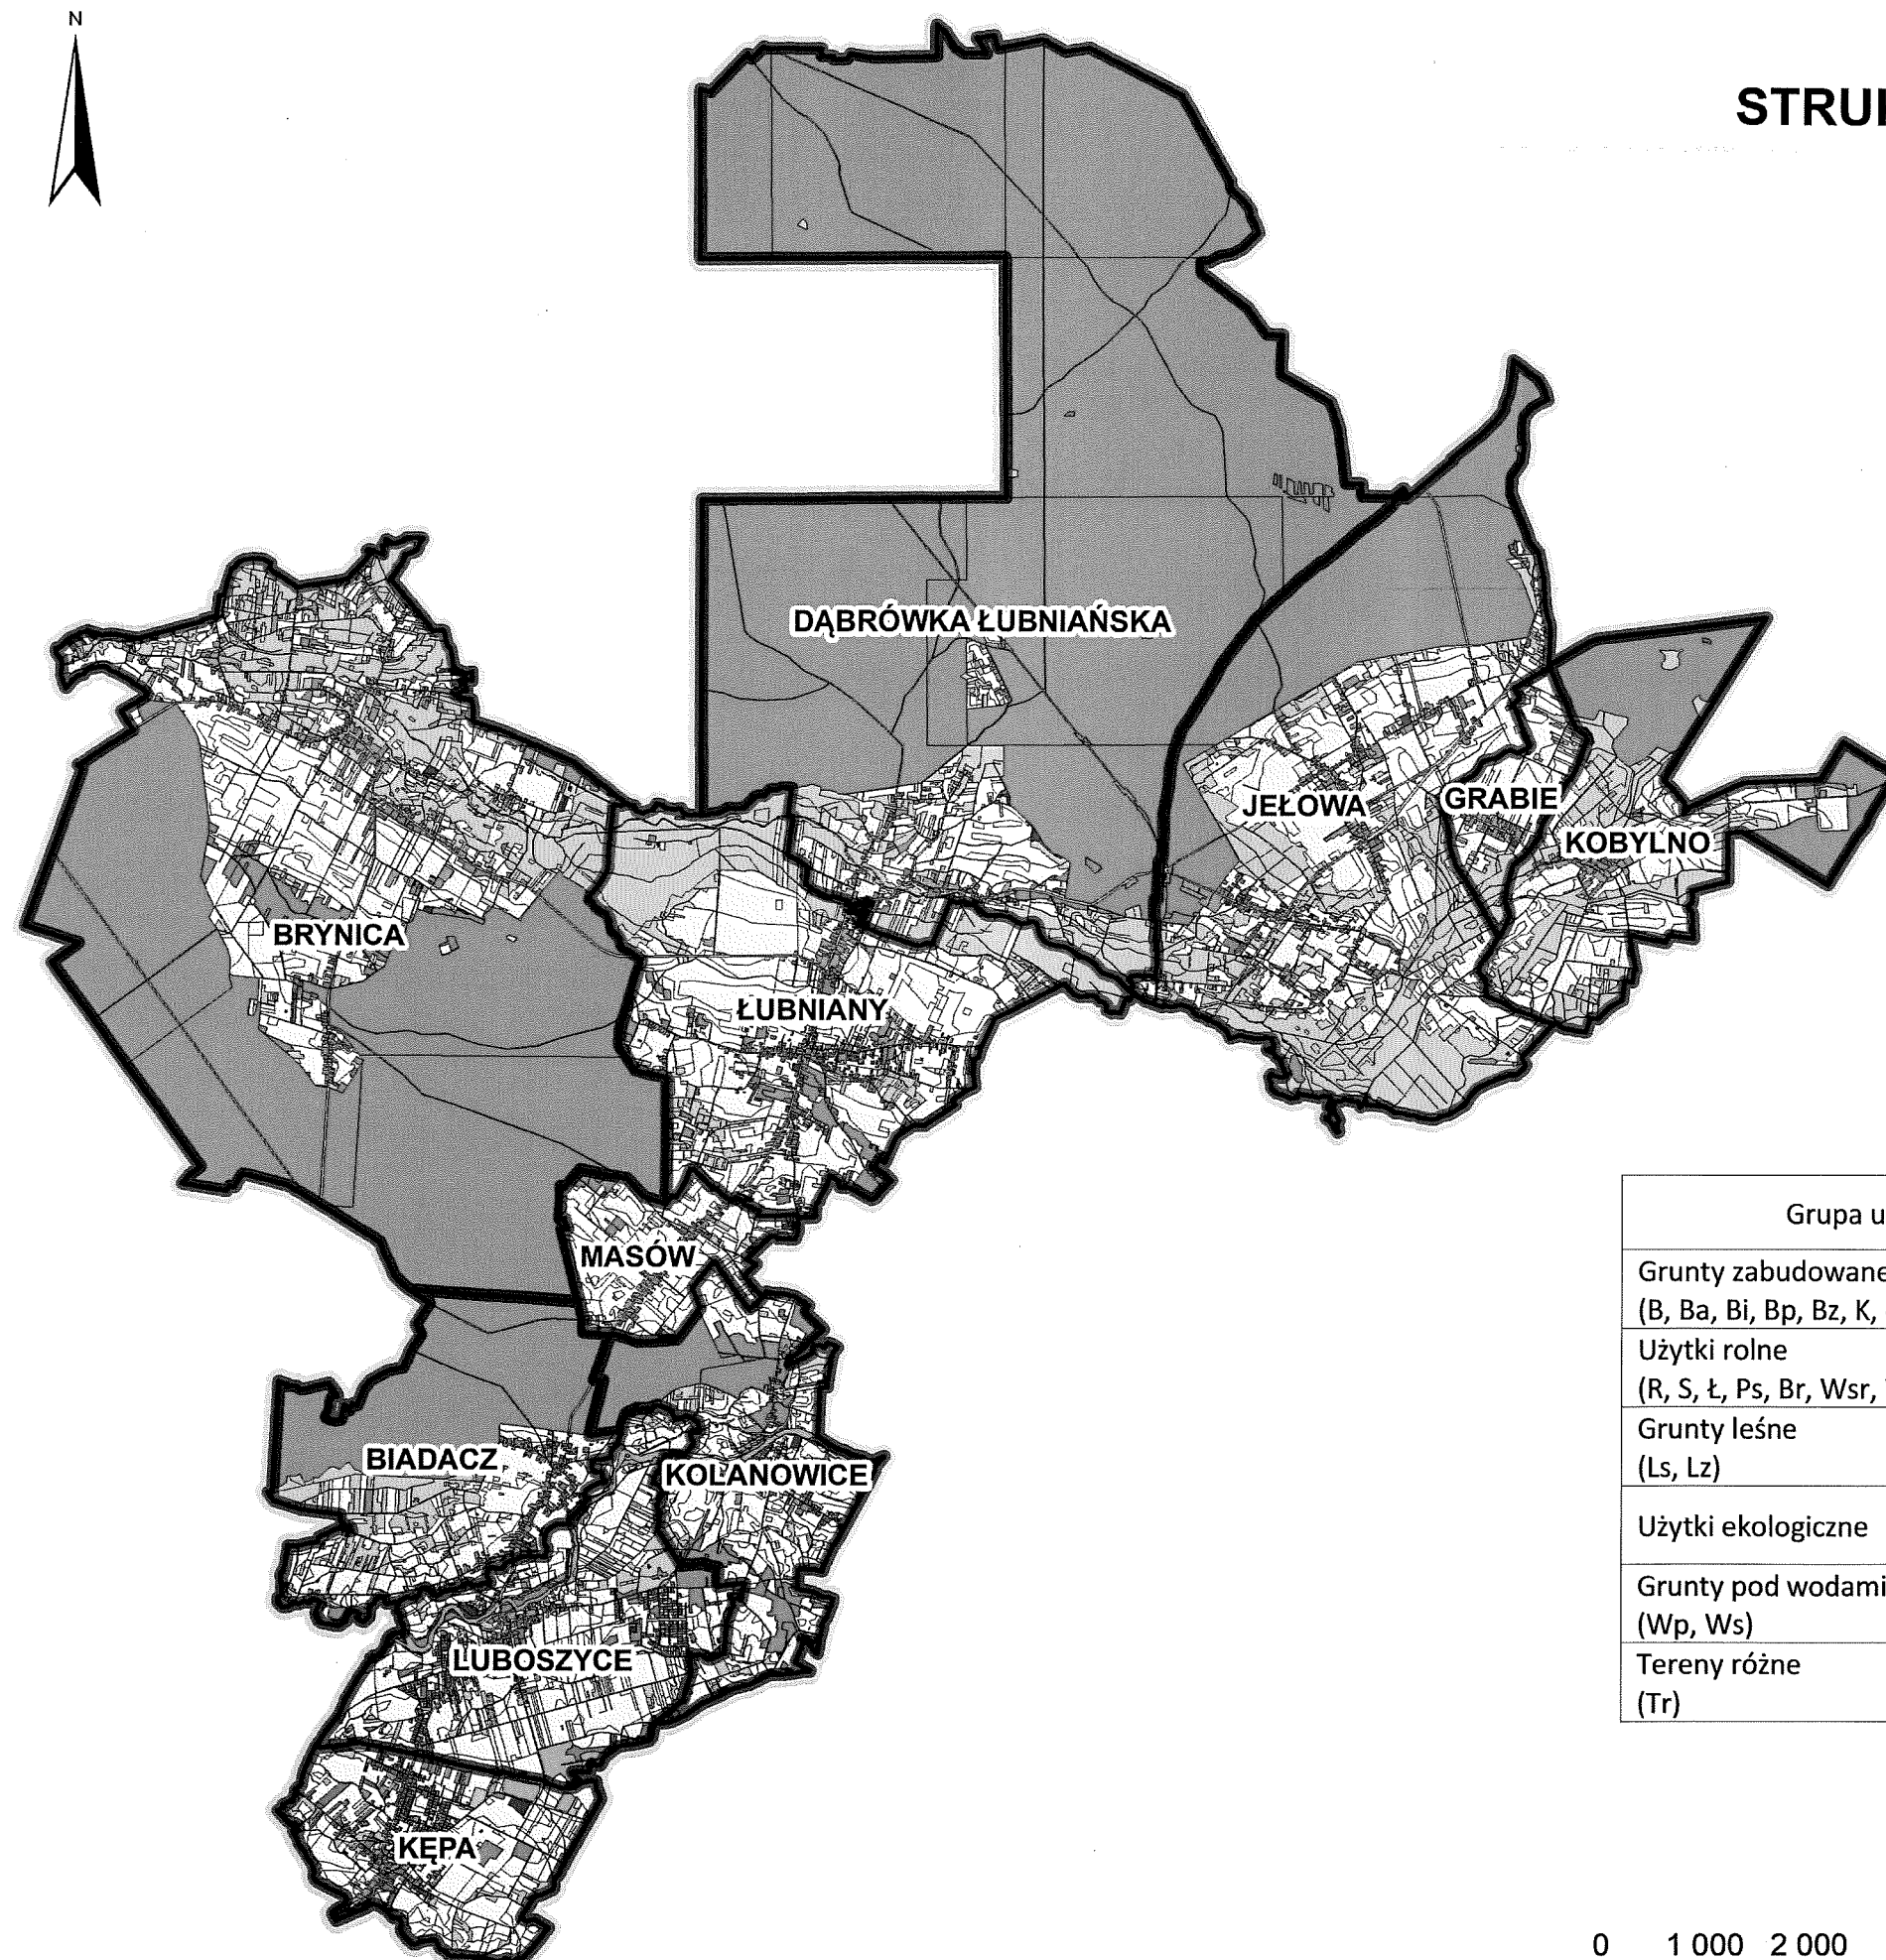 N
STRU
DĄBRÓWKA ŁUBNIAŃSKA
JEŁOWA
GRABIE
KOBYLNO
BRYNICA
ŁUBNIANY
MASÓW
BIADACZ
KOLANOWICE
LUBOSZYCE
KĘPA
Grupa u
Grunty zabudowane
(B, Ba, Bi, Bp, Bz, K,
Użytki rolne
(R, S, Ł, Ps, Br, Wsr,
Grunty leśne
(Ls, Lz)
Użytki ekologiczne
Grunty pod wodami
(Wp, Ws)
Tereny różne
(Tr)
0 1 000 2 000